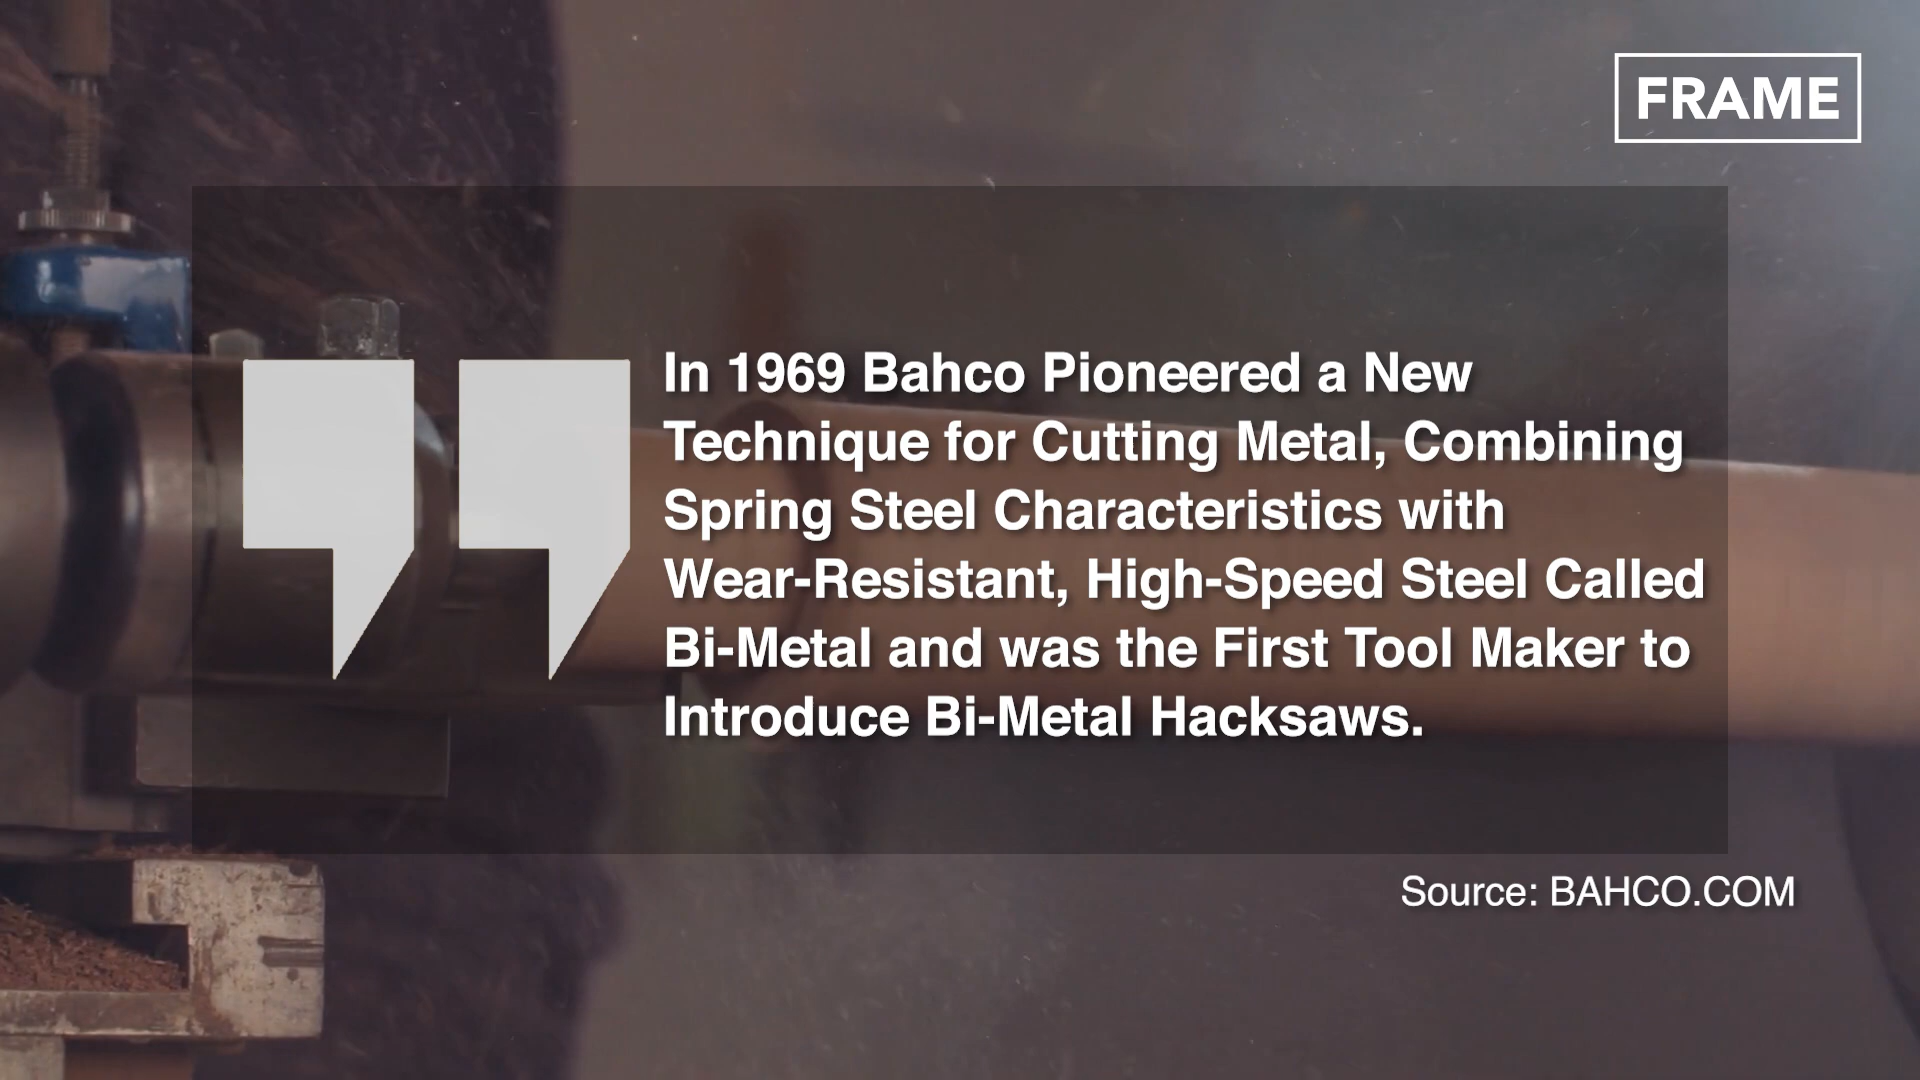 FRAME
In 1969 Bahco Pioneered a New
Technique for Cutting Metal, Combining
Spring Steel Characteristics with
Wear-Resistant, High-Speed Steel Called
Bi-Metal and was the First Tool Maker to
Introduce Bi-Metal Hacksaws.
Source: BAHCO.COM